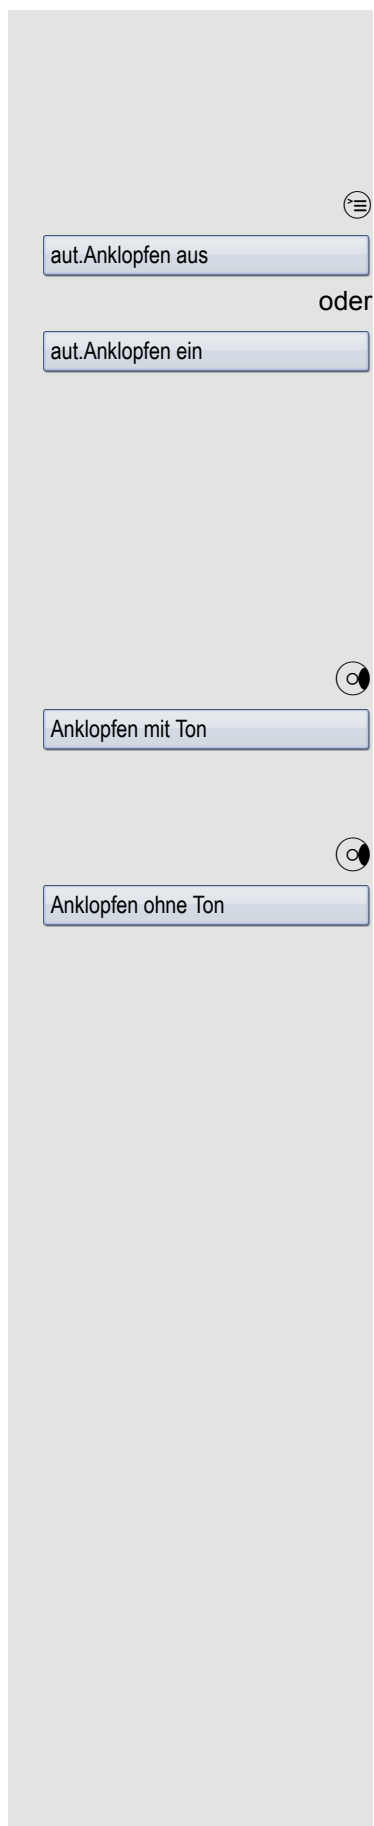 aut.Anklopfen aus
oder
aut.Anklopfen ein
Anklopfen mit Ton
Anklopfen ohne Ton